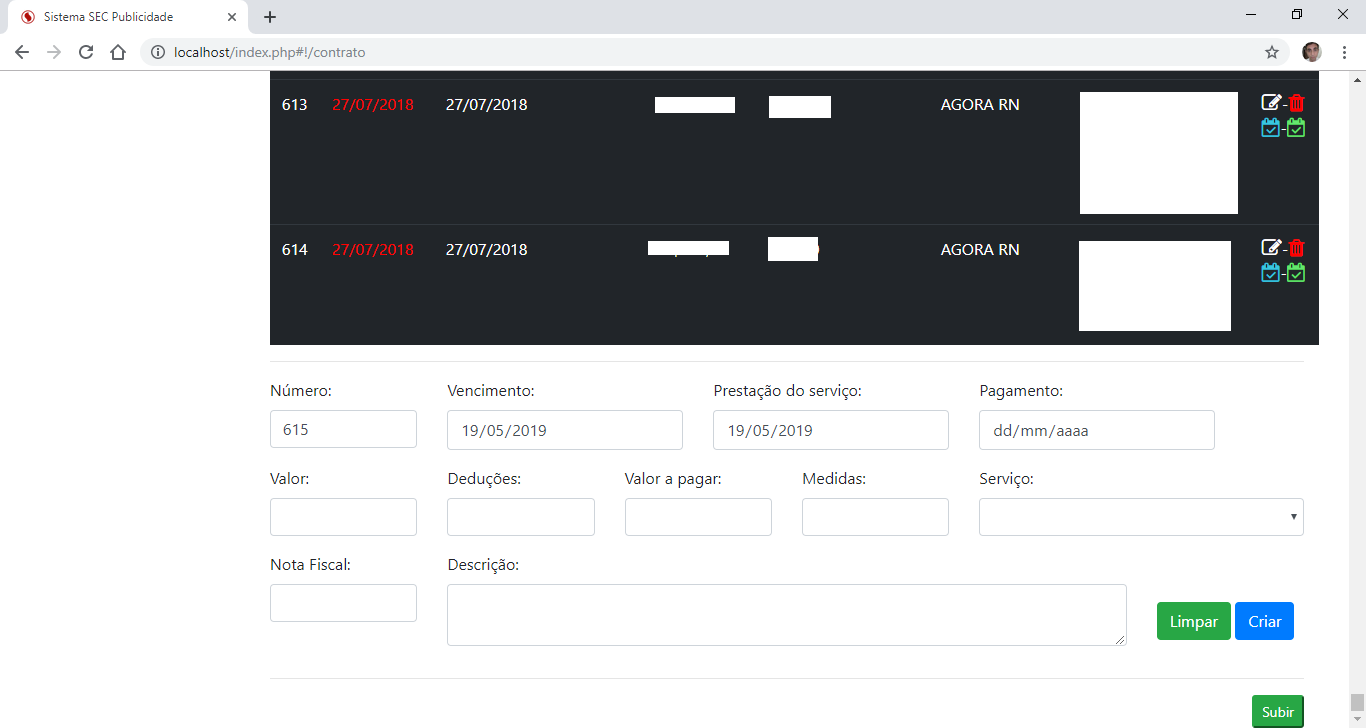 Sistema SEC Publicidade
localhost/index.php#!/contrato
613 27/07/2018 27/07/2018 AGORA RN -
-
614 27/07/2018 27/07/2018 AGORA RN -
-
Número: Vencimento: Prestação do serviço: Pagamento:
615 19/05/2019 19/05/2019 dd/mm/aaaa
Valor: Deduções: Valor a pagar: Medidas: Serviço:
Nota Fiscal: Descrição:
Limpar Criar
Subir